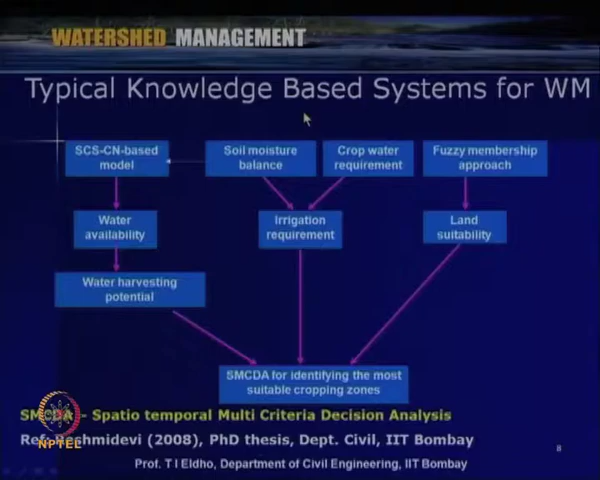 WATERSHED MANAGEMENT
Typical Knowledge Based Systems for WM
SCS-CN-based
model
Soil moisture
balance
Crop water
requirement
Fuzzy membership
approach
Water
availability
Irrigation
requirement
Land
suitability
Water harvesting
potential
SMCDA for identifying the most
suitable cropping zones
SMCDA - Spatio temporal Multi Criteria Decision Analysis
Ref: Reshmidevi (2008), PhD thesis, Dept. Civil, IIT Bombay
NPTEL
8
Prof. T I Eldho, Department of Civil Engineering, IIT Bombay